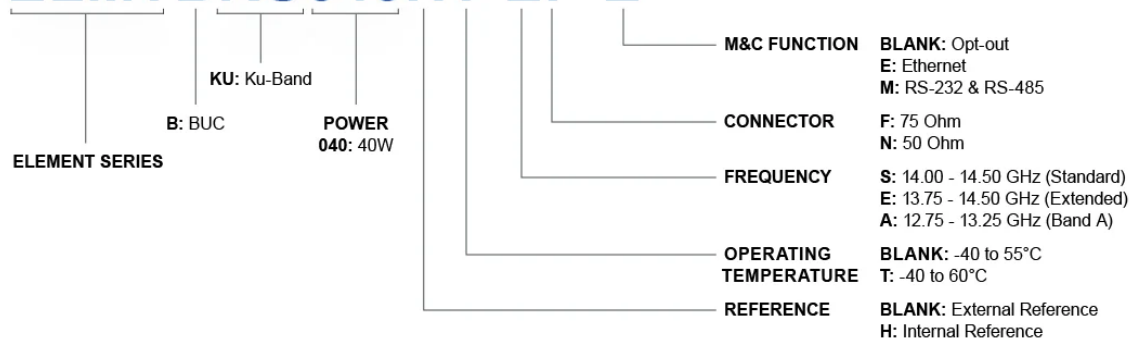 M&C FUNCTION BLANK: Opt-out
E: Ethernet
M: RS-232 & RS-485
KU: Ku-Band
B: BUC
POWER
040: 40W
CONNECTOR F: 75 Ohm
N: 50 Ohm
ELEMENT SERIES
FREQUENCY S: 14.00 - 14.50 GHz (Standard)
E: 13.75 - 14.50 GHz (Extended)
A: 12.75 - 13.25 GHz (Band A)
OPERATING BLANK: -40 to 55°C
TEMPERATURE T: -40 to 60°C
REFERENCE BLANK: External Reference
H: Internal Reference